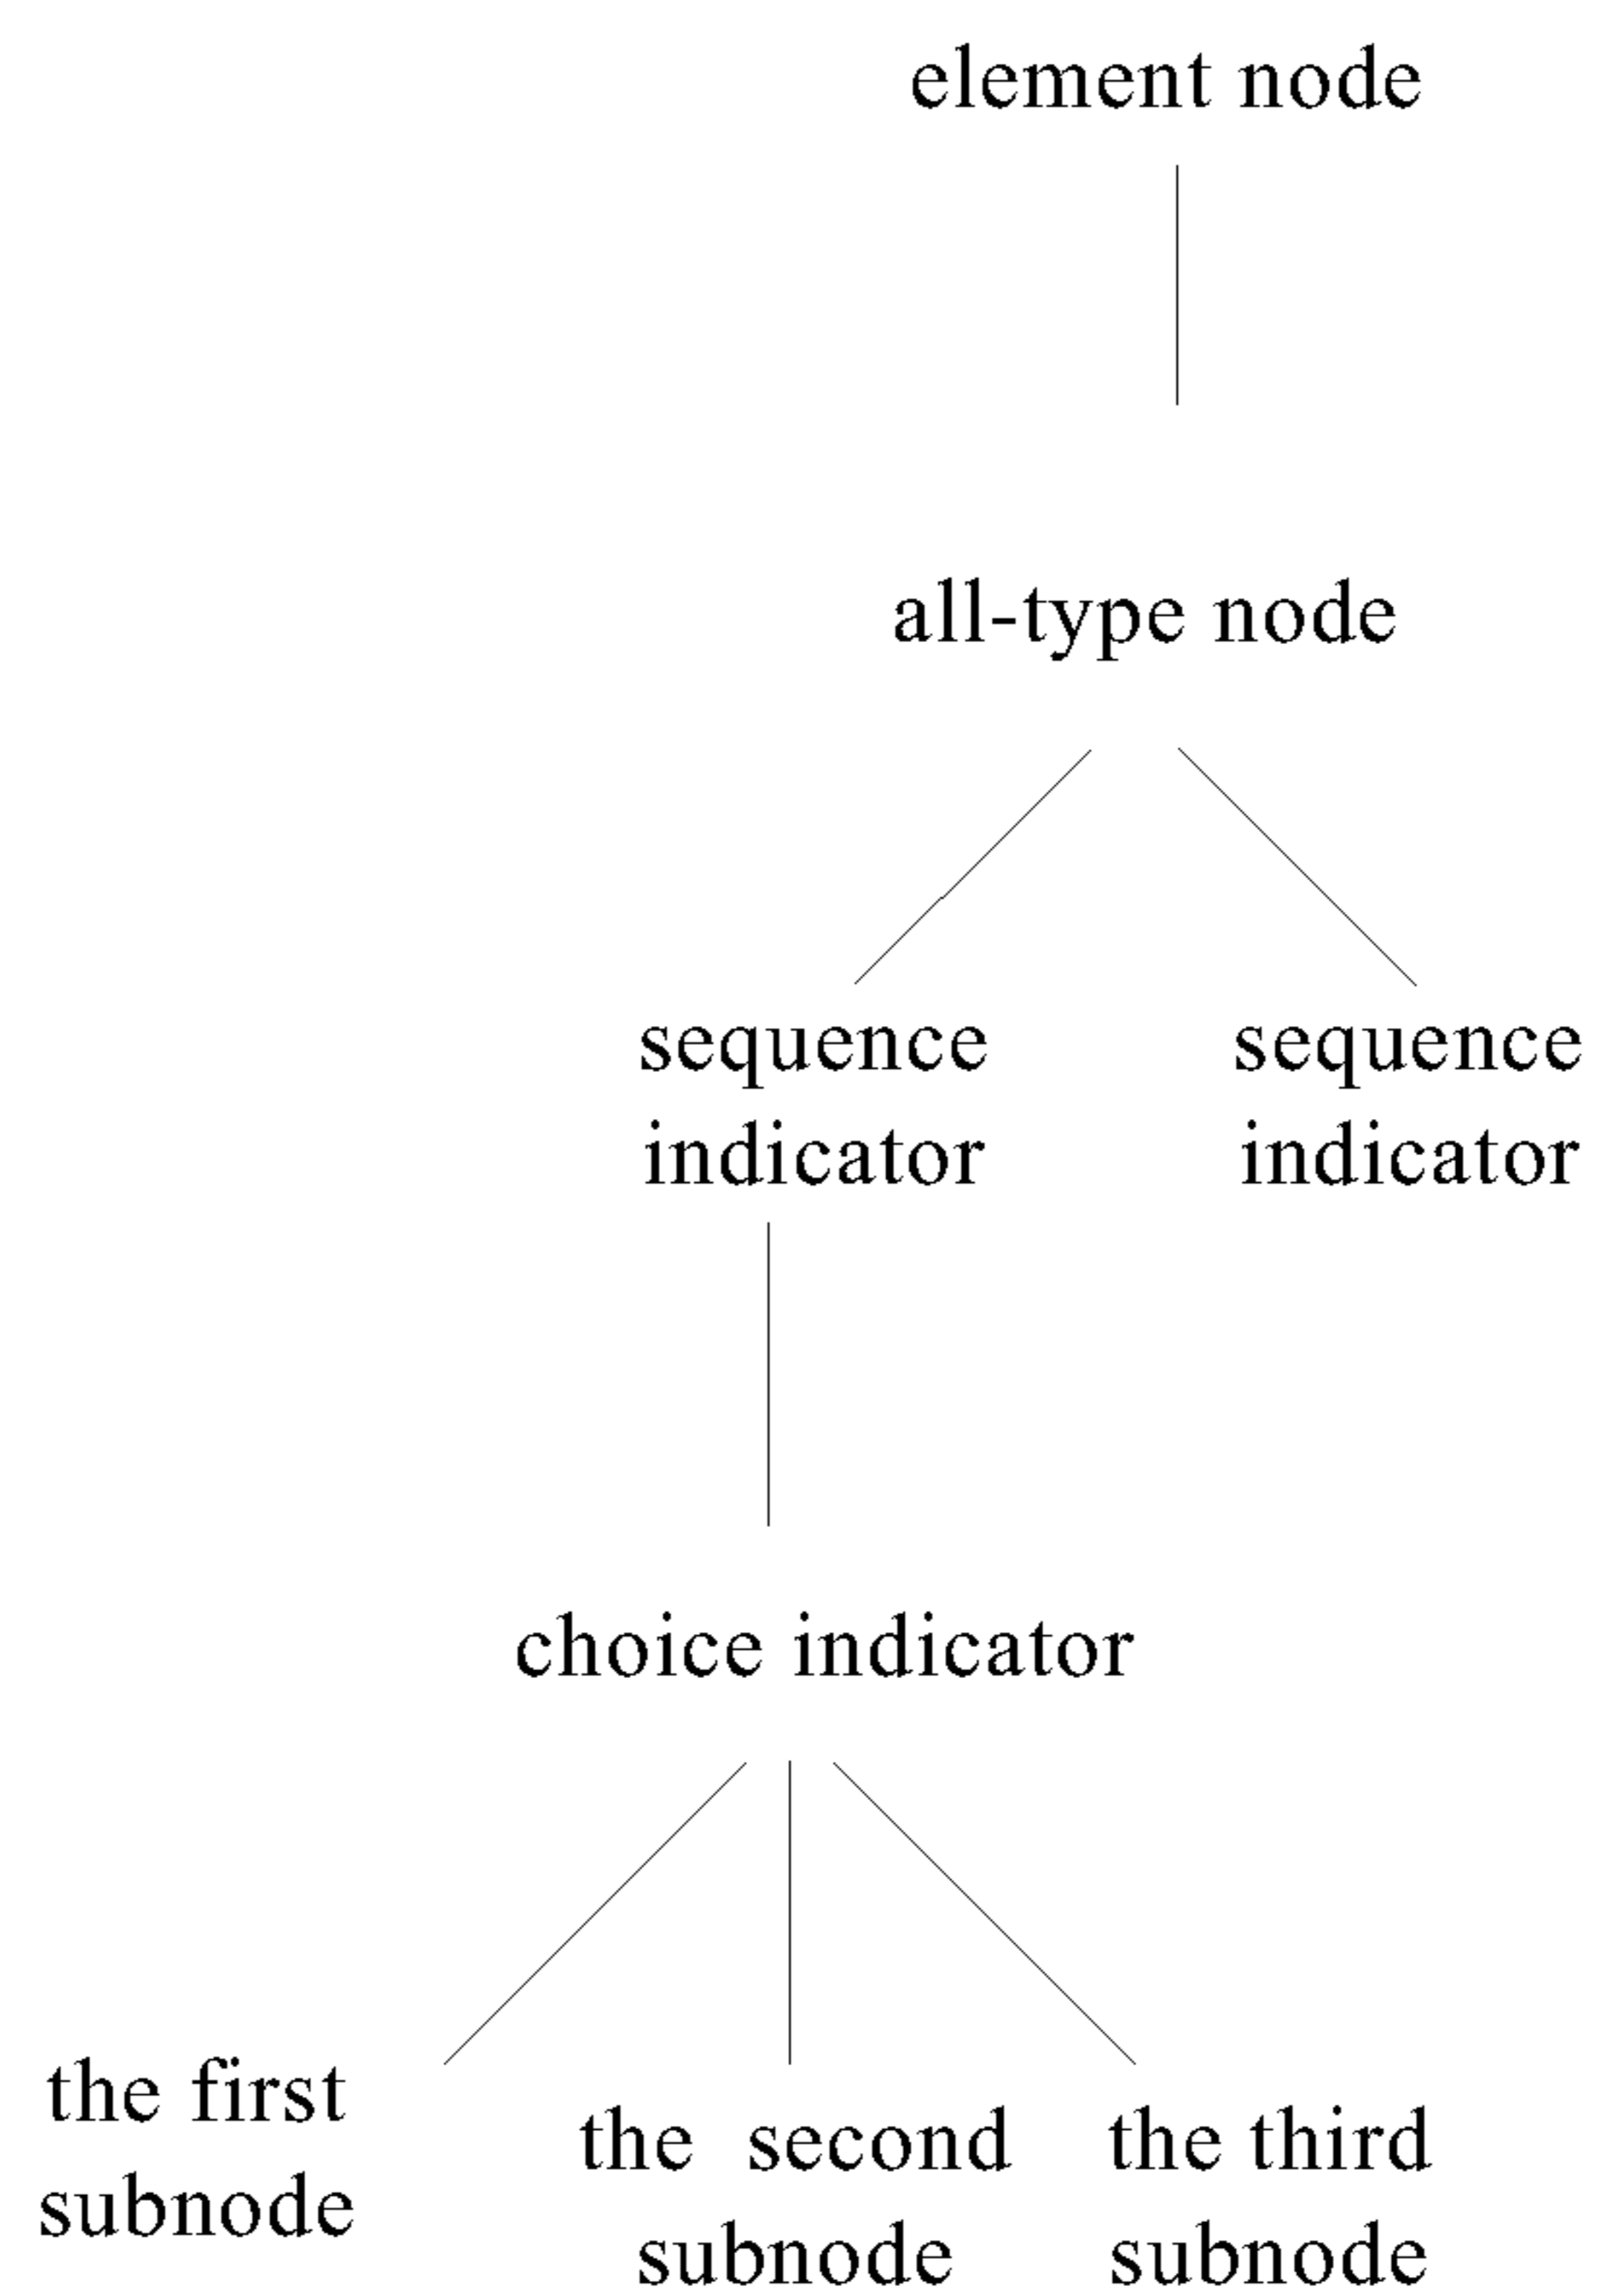 element node
all-type node
sequence
indicator
sequence
indicator
choice indicator
the first
subnode
the second
subnode
the third
subnode